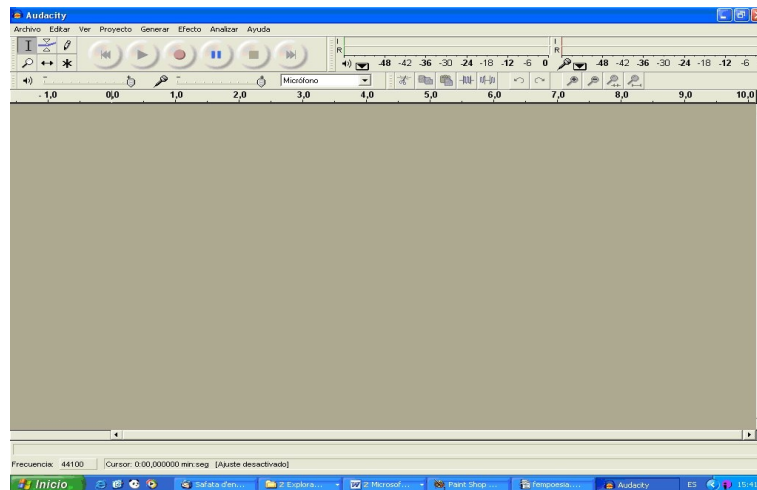 Audacity
Archivo Editar Ver Proyecto Generar Efecto Analizar Ayuda
I
R
-48 -42 -36 -30 -24 -18 -12 -6 0
I
R
-48 -42 -36 -30 -24 -18 -12 -6
Micrófono
- 1,0 0,0 1,0 2,0 3,0 4,0 5,0 6,0 7,0 8,0 9,0 10,0
Frecuencia: 44100 Cursor: 0:00,000000 min:seg [Ajuste desactivado]
Inicio Safata d'en... 2 Explora... 2 Microsof... Paint Shop ... fempoesia.... Audacity ES 15:41